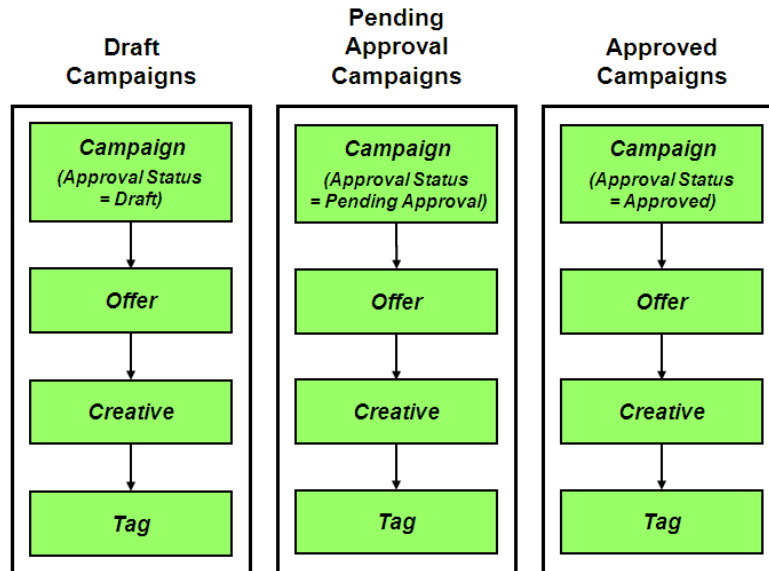 Draft
Campaigns
Pending
Approval
Campaigns
Approved
Campaigns
Campaign
(Approval Status
= Draft)
Offer
Creative
Tag
Campaign
(Approval Status
= Pending Approval)
Offer
Creative
Tag
Campaign
(Approval Status
= Approved)
Offer
Creative
Tag